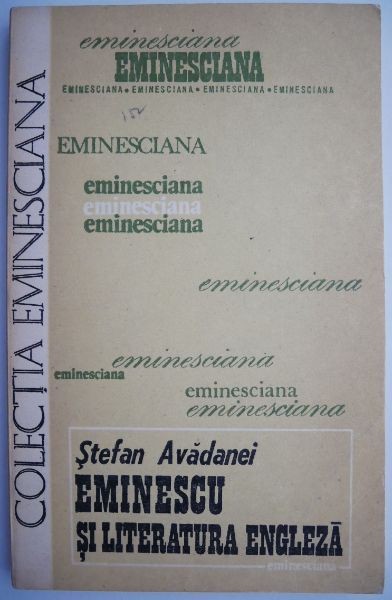 COLECȚIA EMINESCIANA
eminesciana
EMINESCIANA
EMINESCIANA • EMINESCIANA • EMINESCIANA • EMINESCIANA
152
EMINESCIANA
eminesciana
eminesciana
eminesciana
eminesciana
eminesciana
eminesciana
eminesciana
eminesciana
Ștefan Avădanei
EMINESCU
ȘI LITERATURA ENGLEZĂ
eminesciana